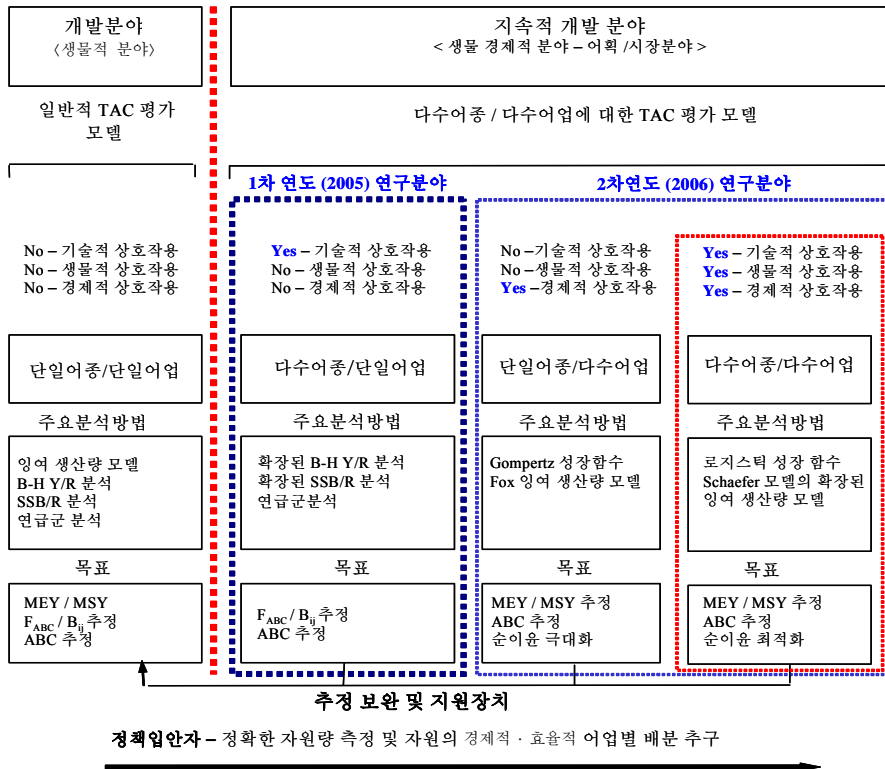 개발분야
<생물적 분야>
지속적 개발 분야
< 생물 경제적 분야 – 어획 /시장분야 >
일반적 TAC 평가
모델
다수어종 / 다수어업에 대한 TAC 평가 모델
1차 연도 (2005) 연구분야
2차연도 (2006) 연구분야
No – 기술적 상호작용
No – 생물적 상호작용
No – 경제적 상호작용
Yes – 기술적 상호작용
No – 생물적 상호작용
No – 경제적 상호작용
No – 기술적 상호작용
No – 생물적 상호작용
Yes –경제적 상호작용
Yes – 기술적 상호작용
Yes – 생물적 상호작용
Yes – 경제적 상호작용
단일어종/단일어업
다수어종/단일어업
단일어종/다수어업
다수어종/다수어업
주요분석방법
주요분석방법
주요분석방법
주요분석방법
잉여 생산량 모델
B-H Y/R 분석
SSB/R 분석
연급군 분석
확장된 B-H Y/R 분석
확장된 SSB/R 분석
연급군분석
Gompertz 성장함수
Fox 잉여 생산량 모델
로지스틱 성장 함수
Schaefer 모델의 확장된
잉여 생산량 모델
목표
목표
목표
목표
MEY / MSY
F_ABC / B_ij 추정
ABC 추정
F_ABC / B_ij 추정
ABC 추정
MEY / MSY 추정
ABC 추정
순이윤 극대화
MEY / MSY 추정
ABC 추정
순이윤 최적화
추정 보완 및 지원장치
정책입안자 – 정확한 자원량 측정 및 자원의 경제적 · 효율적 어업별 배분 추구